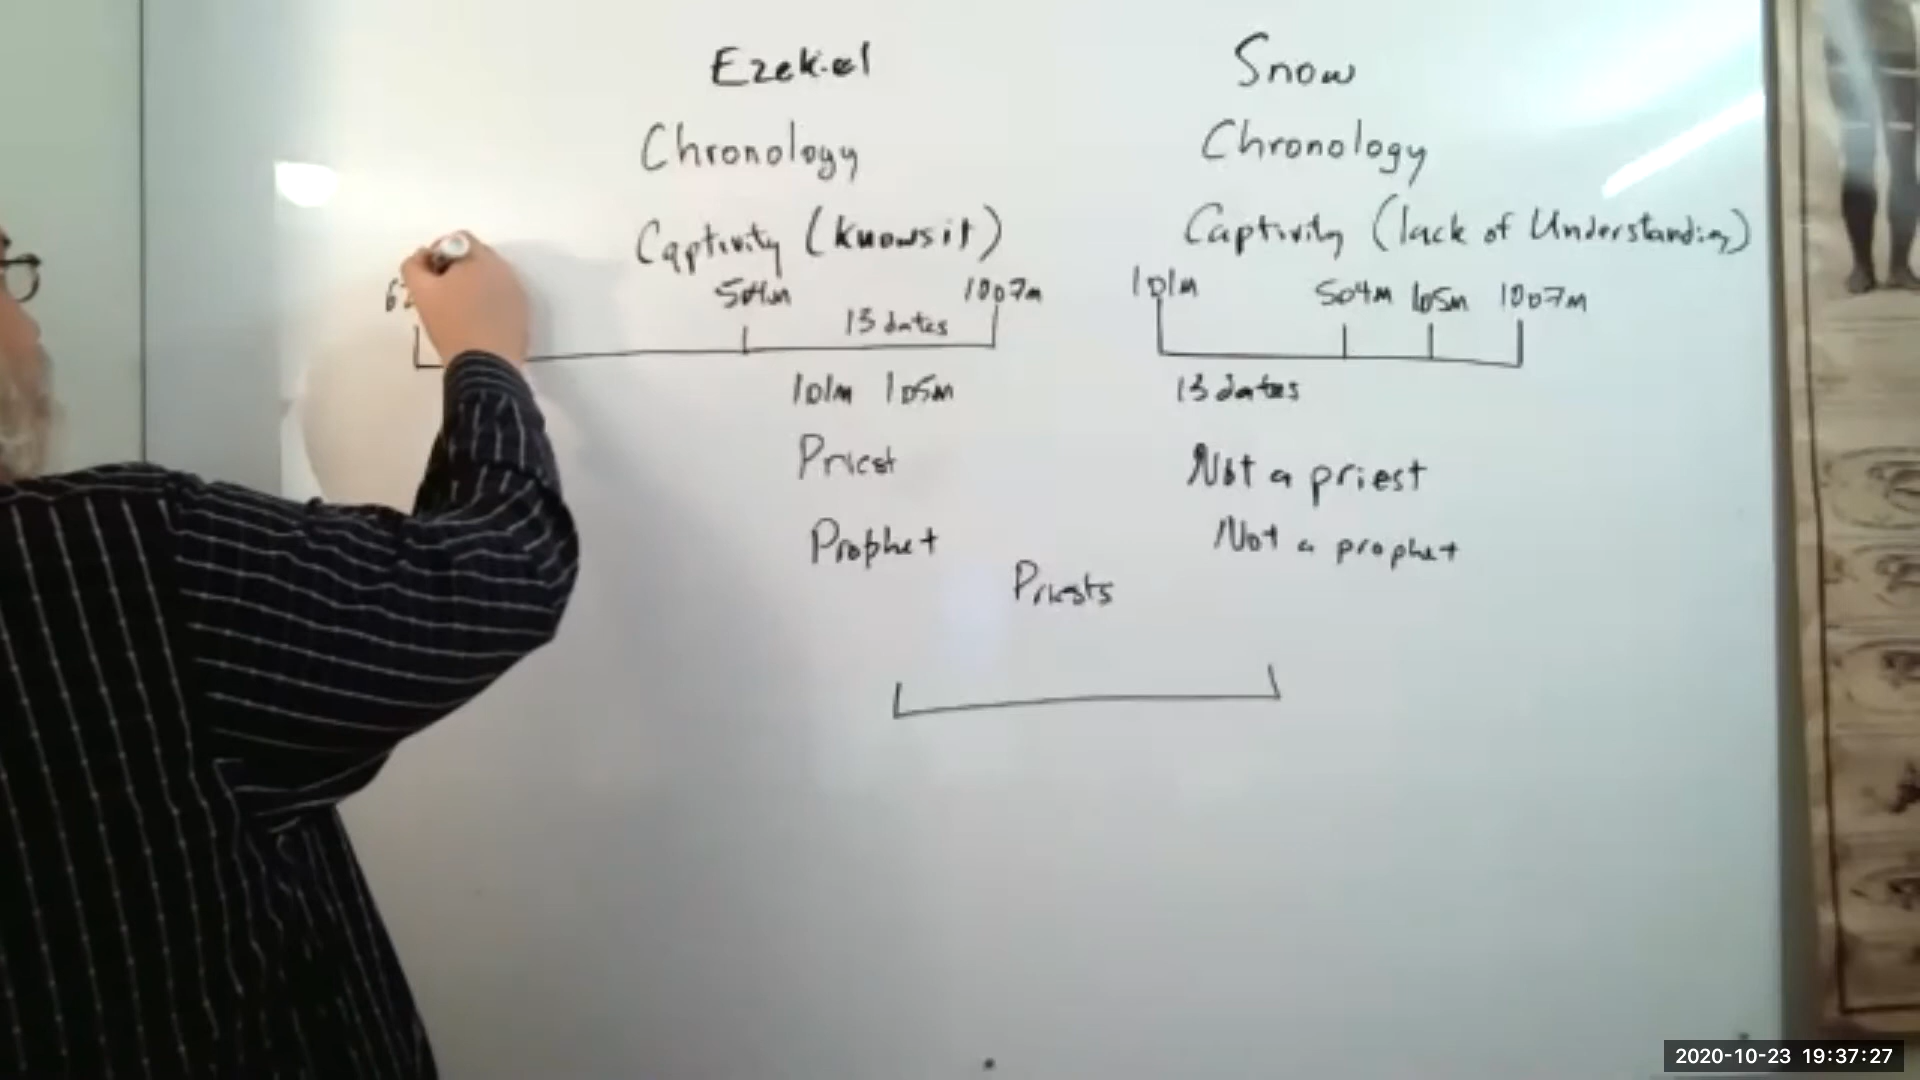 Ezekiel Snow
Chronology Chronology
Captivity (knows it) Captivity (lack of Understanding)
504m 1007m 101m 504m 105m 1007m
13 dates
101m 105m 13 dates
Priest Not a priest
Prophet Not a prophet
Priests
2020-10-23 19:37:27